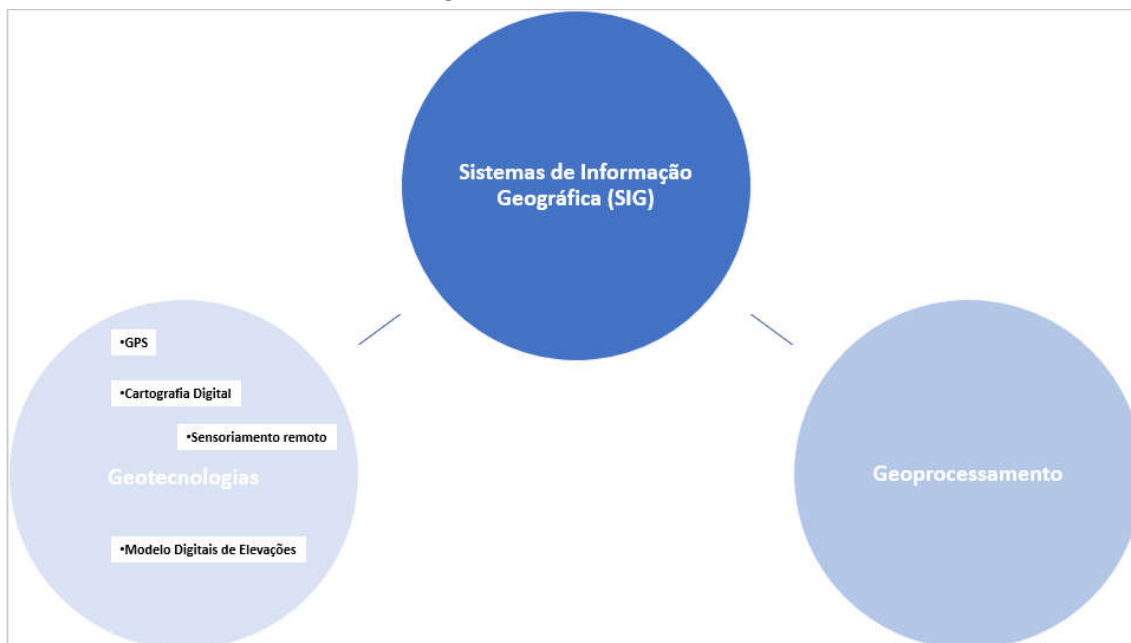 Sistemas de Informação
Geográfica (SIG)
•GPS
•Cartografia Digital
•Sensoriamento remoto
Geotecnologias
•Modelo Digitais de Elevações
Geoprocessamento